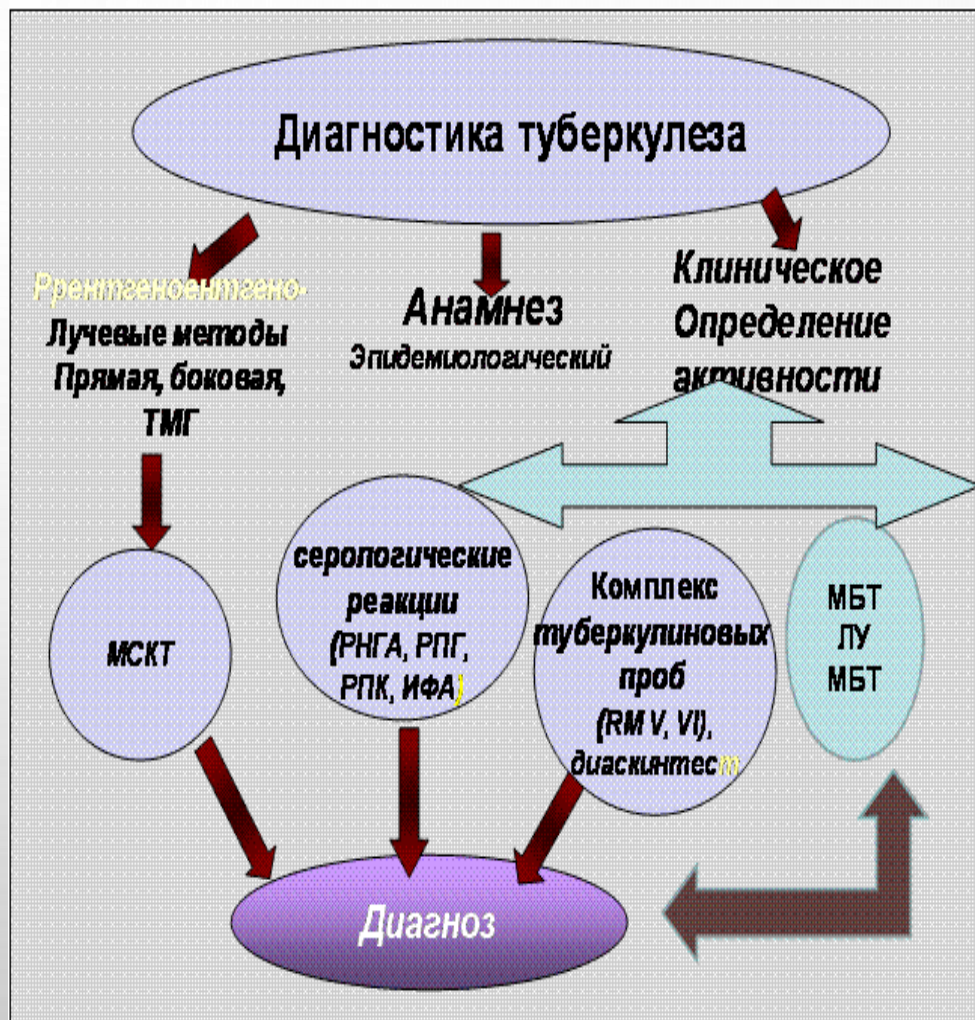 Диагностика туберкулеза
Ррентгеноентгено-
Лучевые методы
Прямая, боковая,
ТМГ
Анамнез
Эпидемиологический
Клиническое
Определение
активности
МСКТ
серологические
реакции
(РНГА, РПГ,
РПК, ИФА)
Комплекс
туберкулиновых
проб
(RM V, VI),
диаскинтест
МБТ
ЛУ
МБТ
Диагноз